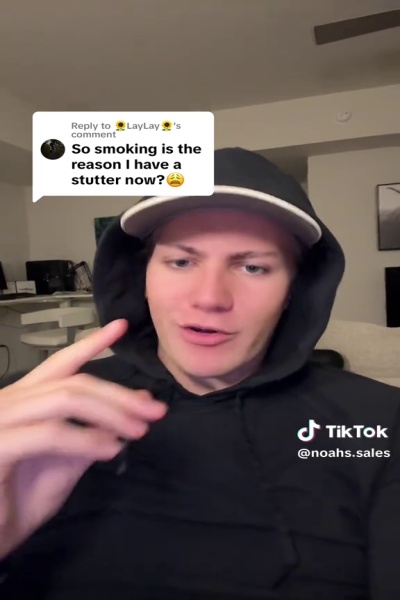 Reply to 🌻LayLay🌻's
comment
So smoking is the
reason I have a
stutter now?😩
TikTok
@noahs.sales